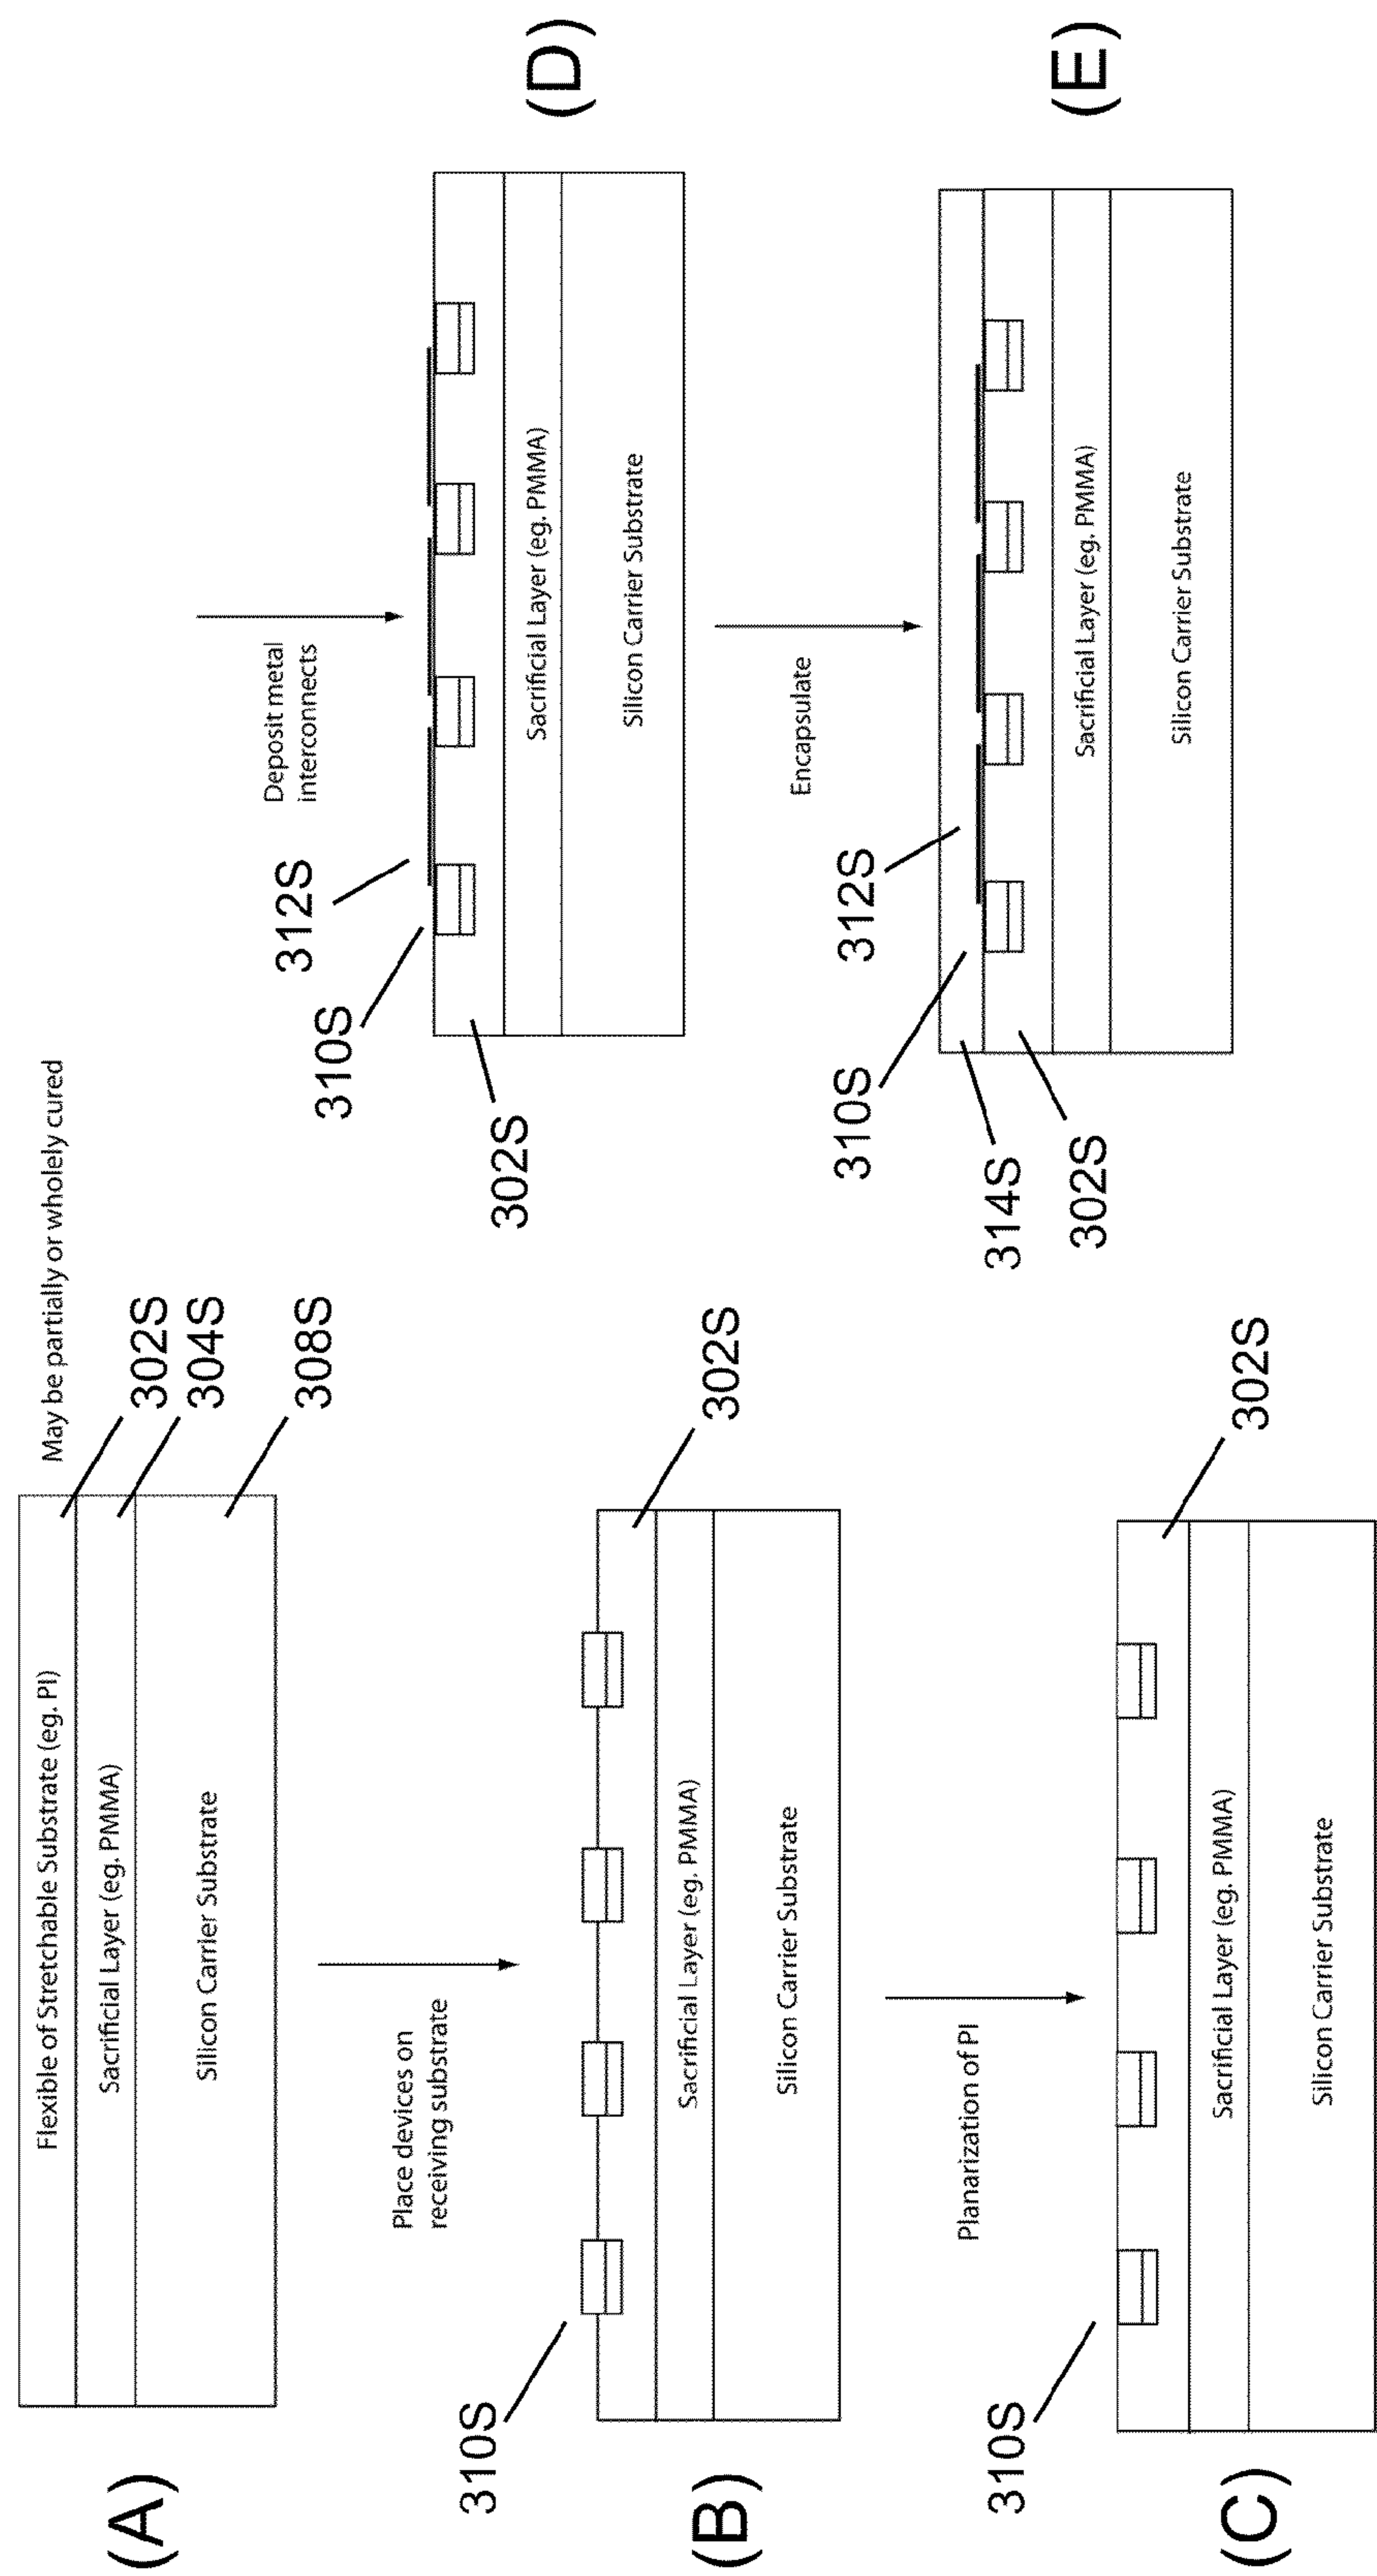 (A)
Flexible of Stretchable Substrate (eg. PI)
Sacrificial Layer (eg. PMMA)
Silicon Carrier Substrate
May be partially or wholely cured
302S
304S
308S
Place devices on
receiving substrate
(B)
310S
302S
Sacrificial Layer (eg. PMMA)
Silicon Carrier Substrate
Planarization of PI
(C)
310S
302S
Sacrificial Layer (eg. PMMA)
Silicon Carrier Substrate
Deposit metal
interconnects
(D)
312S
310S
302S
Sacrificial Layer (eg. PMMA)
Silicon Carrier Substrate
Encapsulate
(E)
312S
310S
314S
302S
Sacrificial Layer (eg. PMMA)
Silicon Carrier Substrate